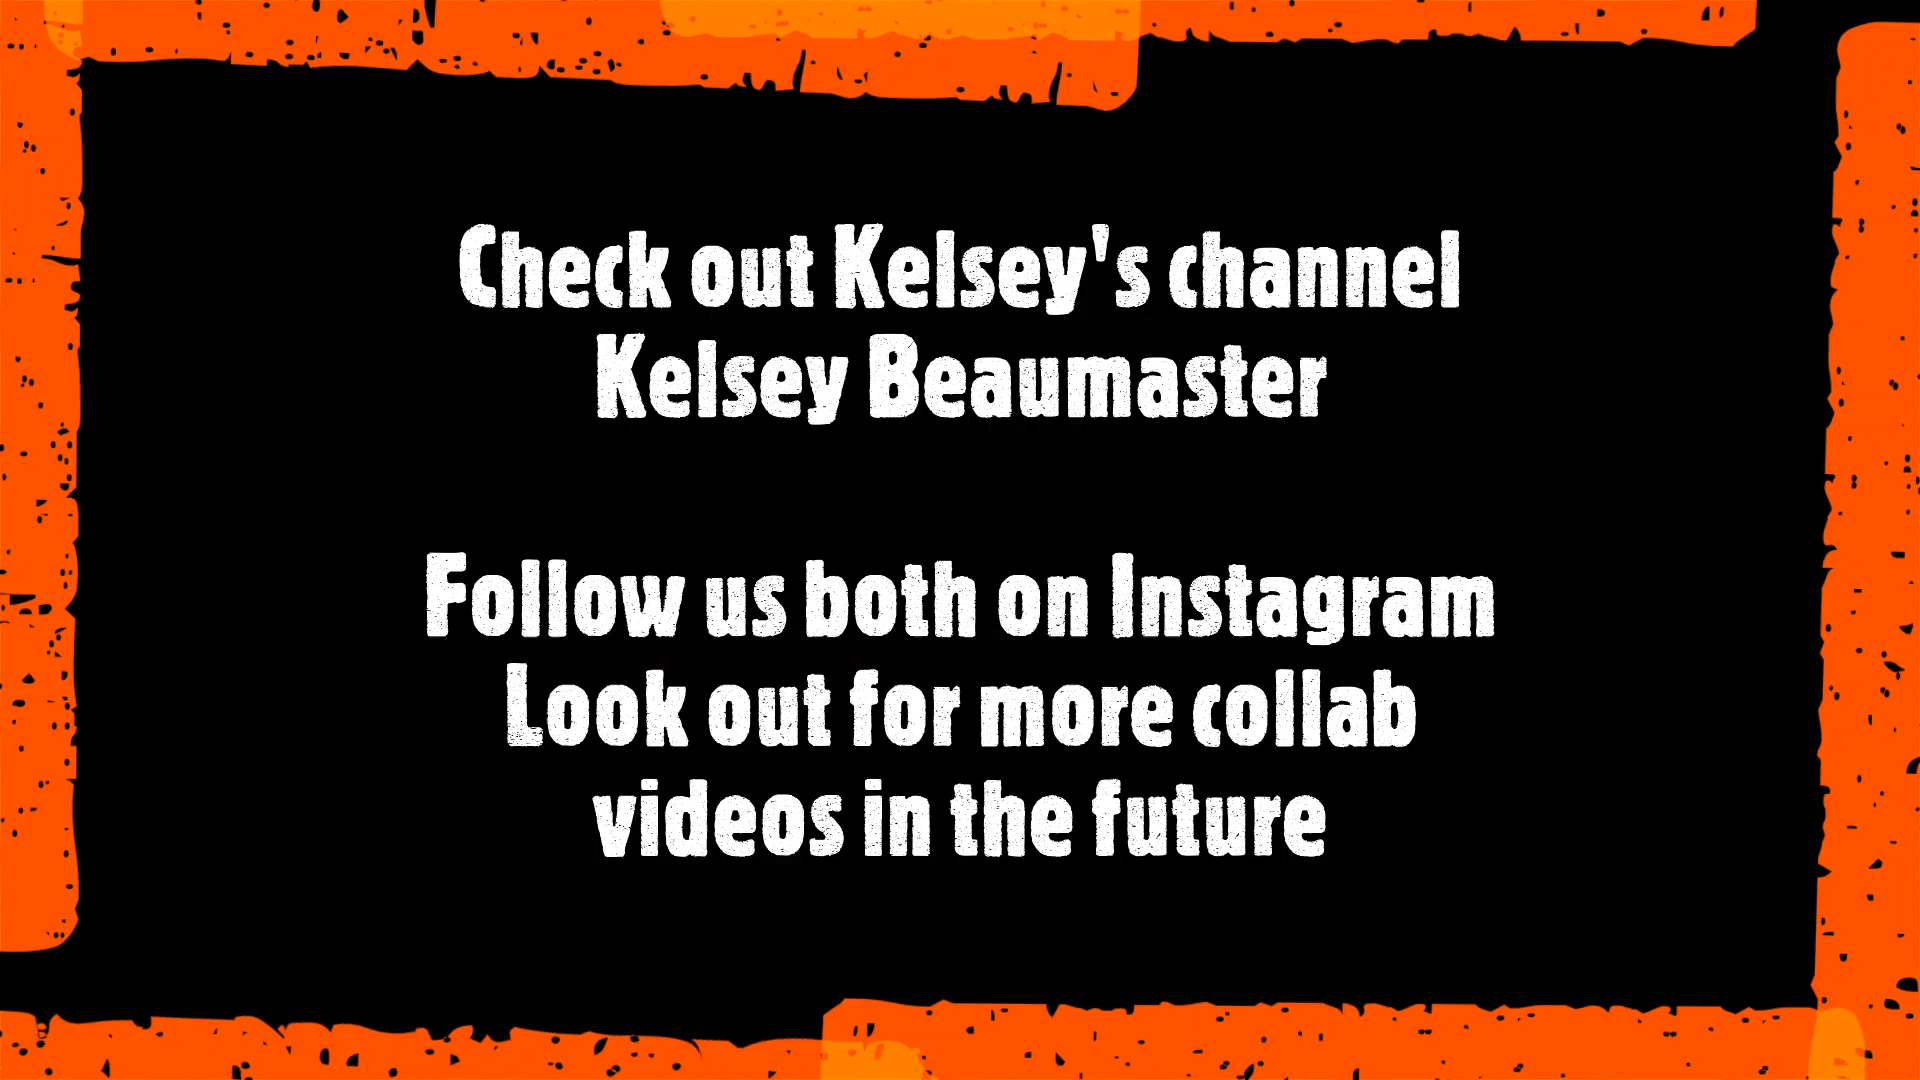 Check out Kelsey's channel
Kelsey Beaumaster
Follow us both on Instagram
Look out for more collab
videos in the future